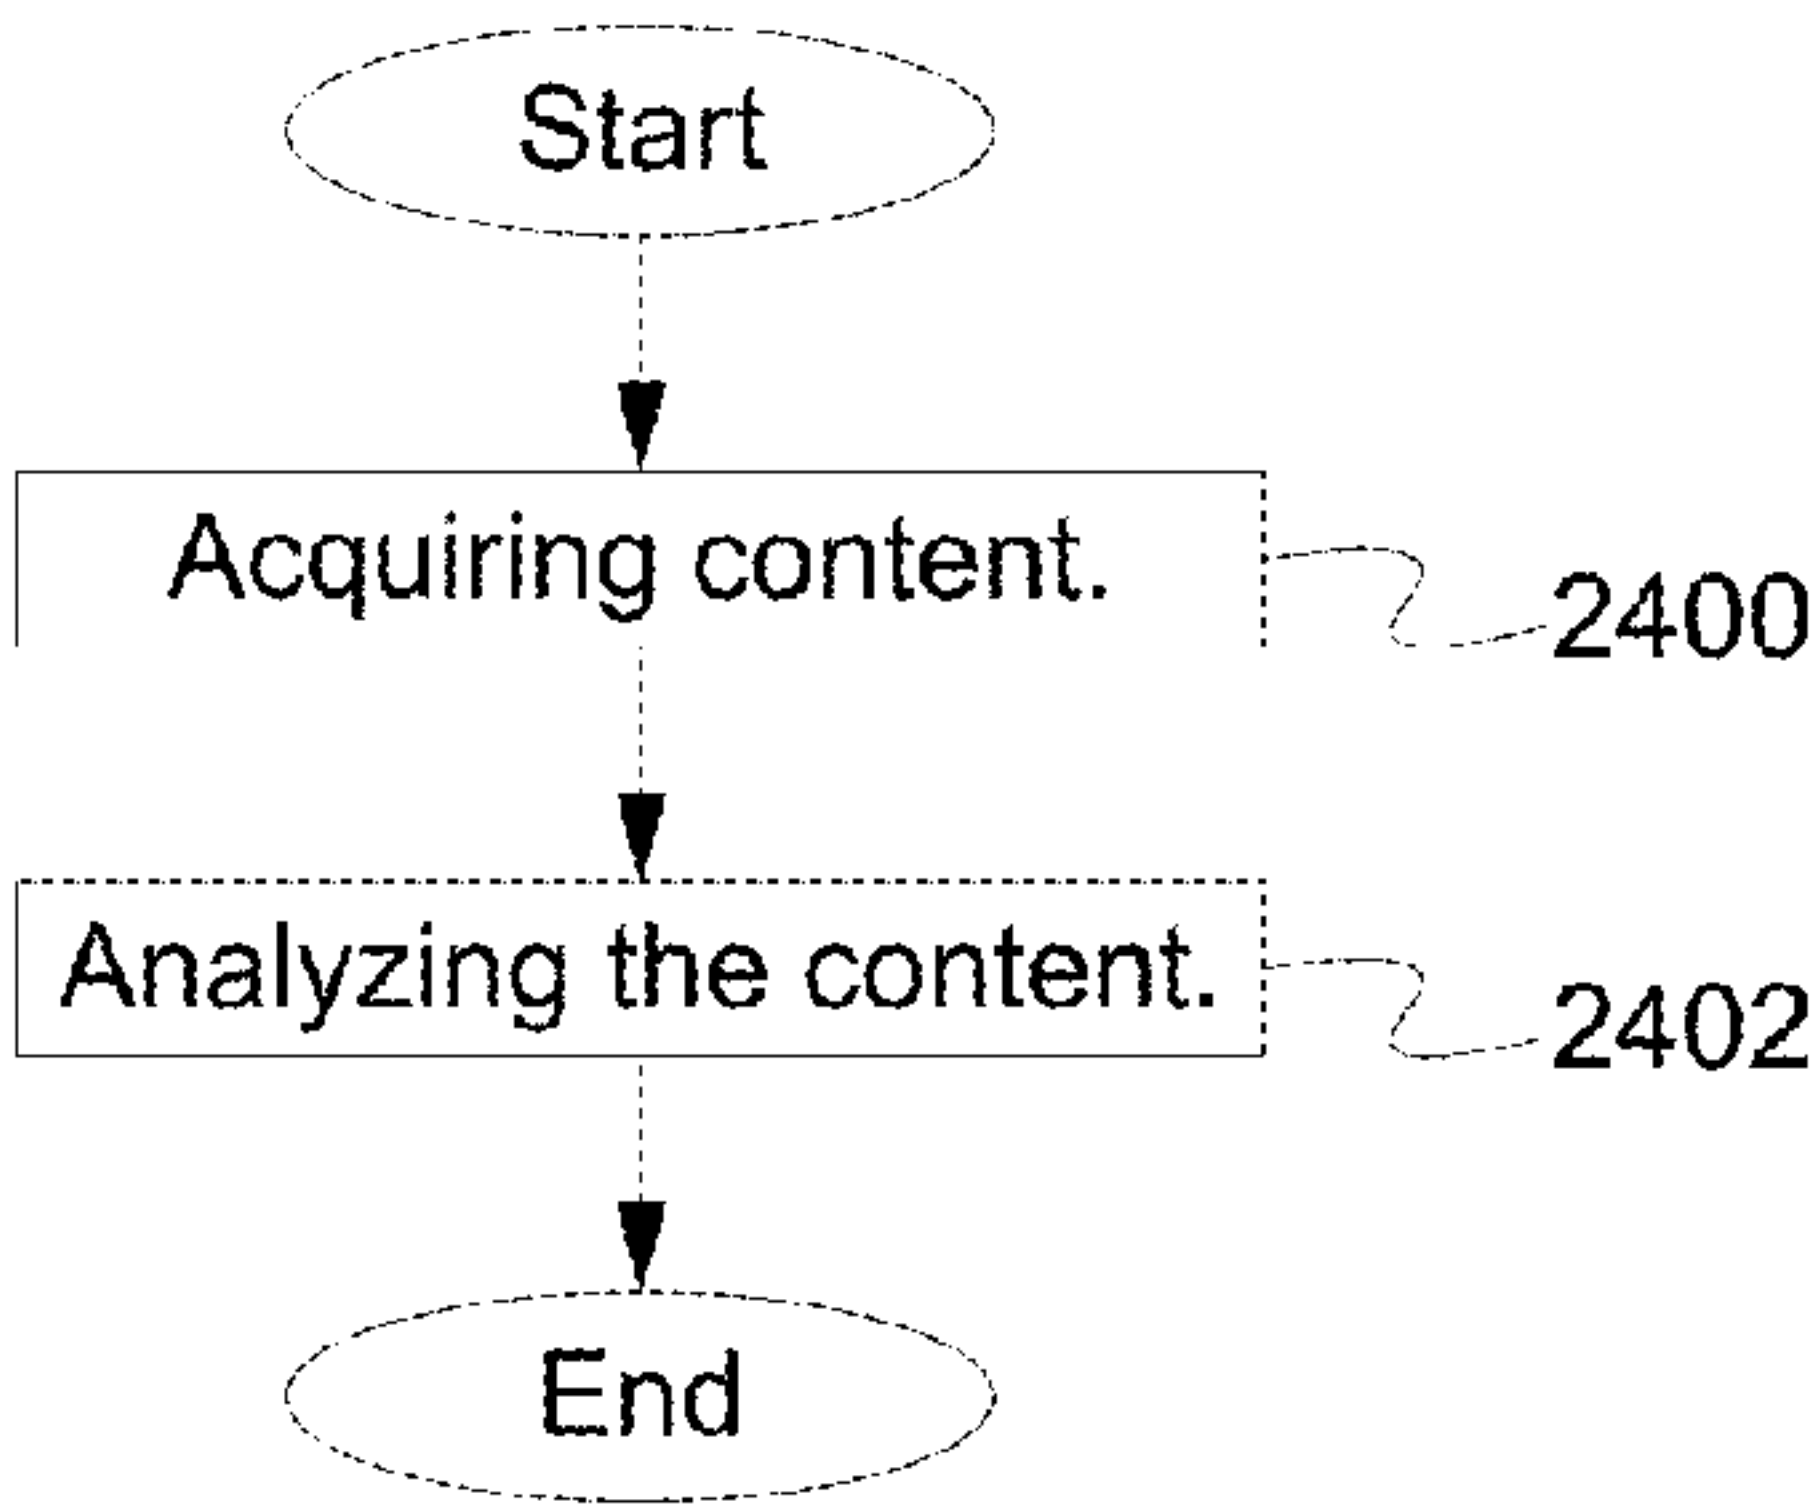 Start
Acquiring content.
2400
Analyzing the content.
2402
End